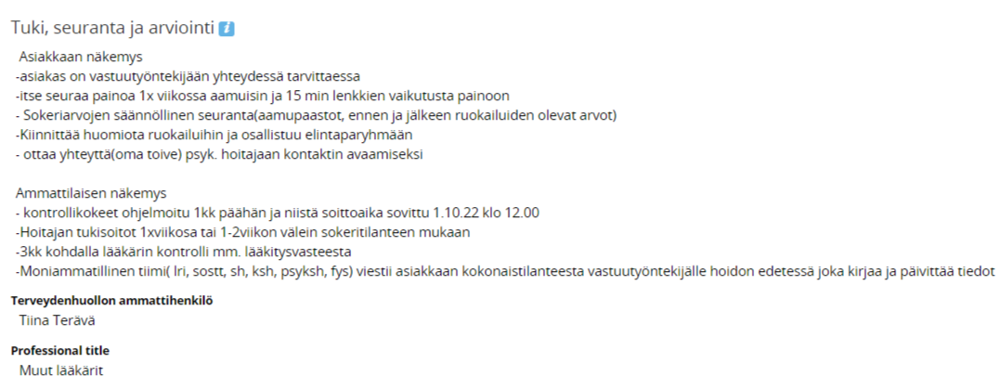 Tuki, seuranta ja arviointi i
Asiakkaan näkemys
-asiakas on vastuutyöntekijään yhteydessä tarvittaessa
-itse seuraa painoa 1x viikossa aamuisin ja 15 min lenkkien vaikutusta painoon
- Sokeriarvojen säännöllinen seuranta(aamupaastot, ennen ja jälkeen ruokailuiden olevat arvot)
-Kiinnittää huomiota ruokailuihin ja osallistuu elintaparyhmään
- ottaa yhteyttä(oma toive) psyk. hoitajaan kontaktin avaamiseksi
Ammattilaisen näkemys
- kontrollikokeet ohjelmoitu 1kk päähän ja niistä soittoaika sovittu 1.10.22 klo 12.00
-Hoitajan tukisoitot 1xviikosa tai 1-2viikon välein sokeritilanteen mukaan
-3kk kohdalla lääkärin kontrolli mm. lääkitysvasteesta
-Moniammatillinen tiimi( lri, sostt, sh, ksh, psyksh, fys) viestii asiakkaan kokonaistilanteesta vastuutyöntekijälle hoidon edetessä joka kirjaa ja päivittää tiedot
Terveydenhuollon ammattihenkilö
Tiina Terävä
Professional title
Muut lääkärit